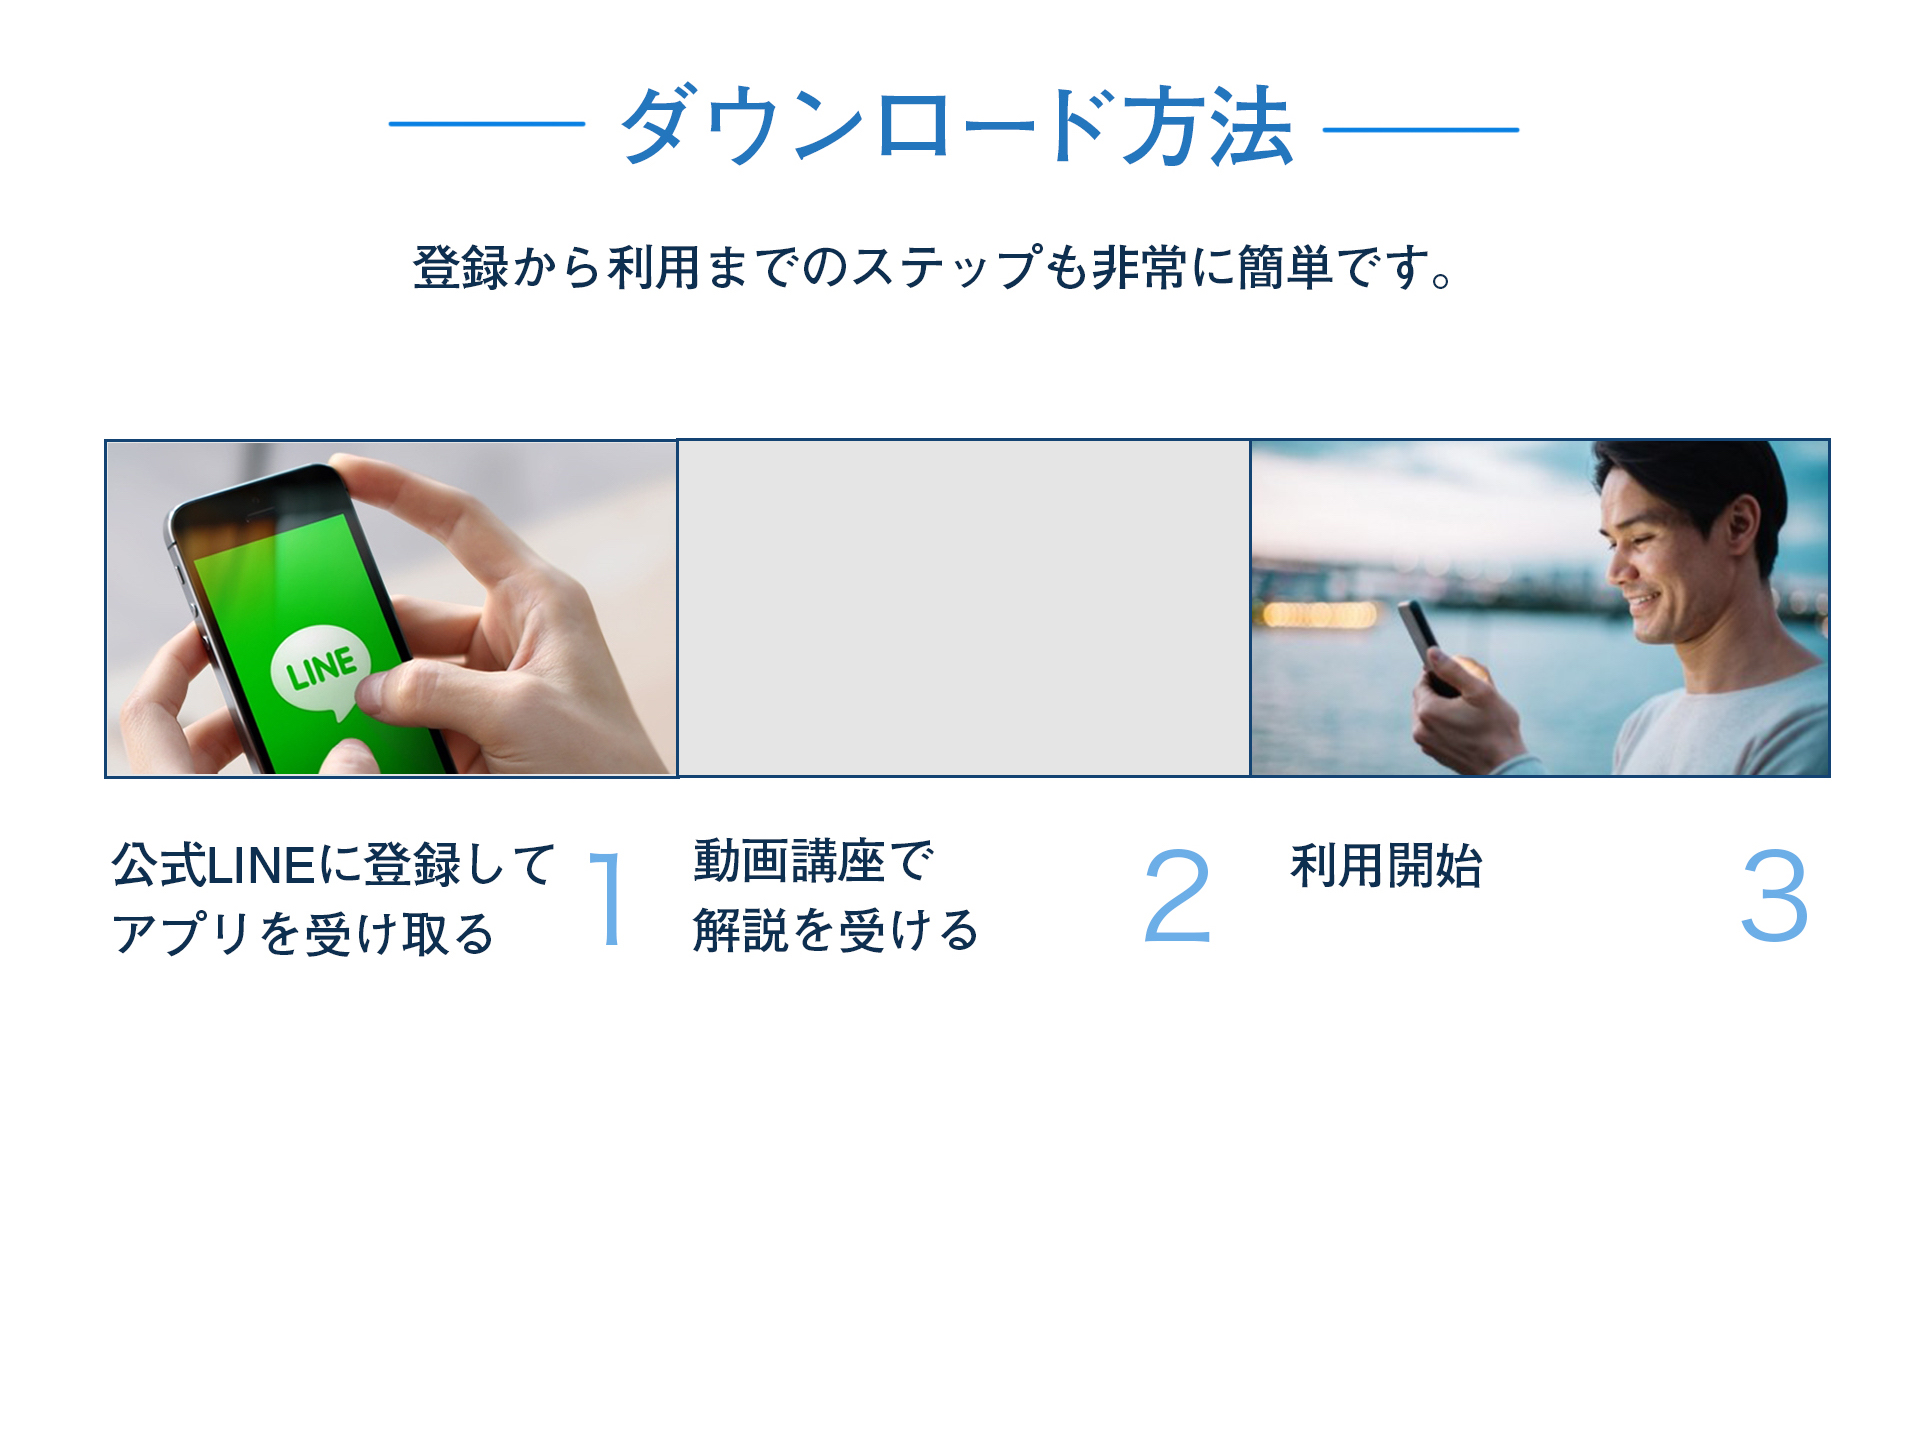 ダウンロード方法
登録から利用までのステップも非常に簡単です。
LINE
公式LINEに登録して
アプリを受け取る
1
動画講座で
解説を受ける
2
利用開始
3